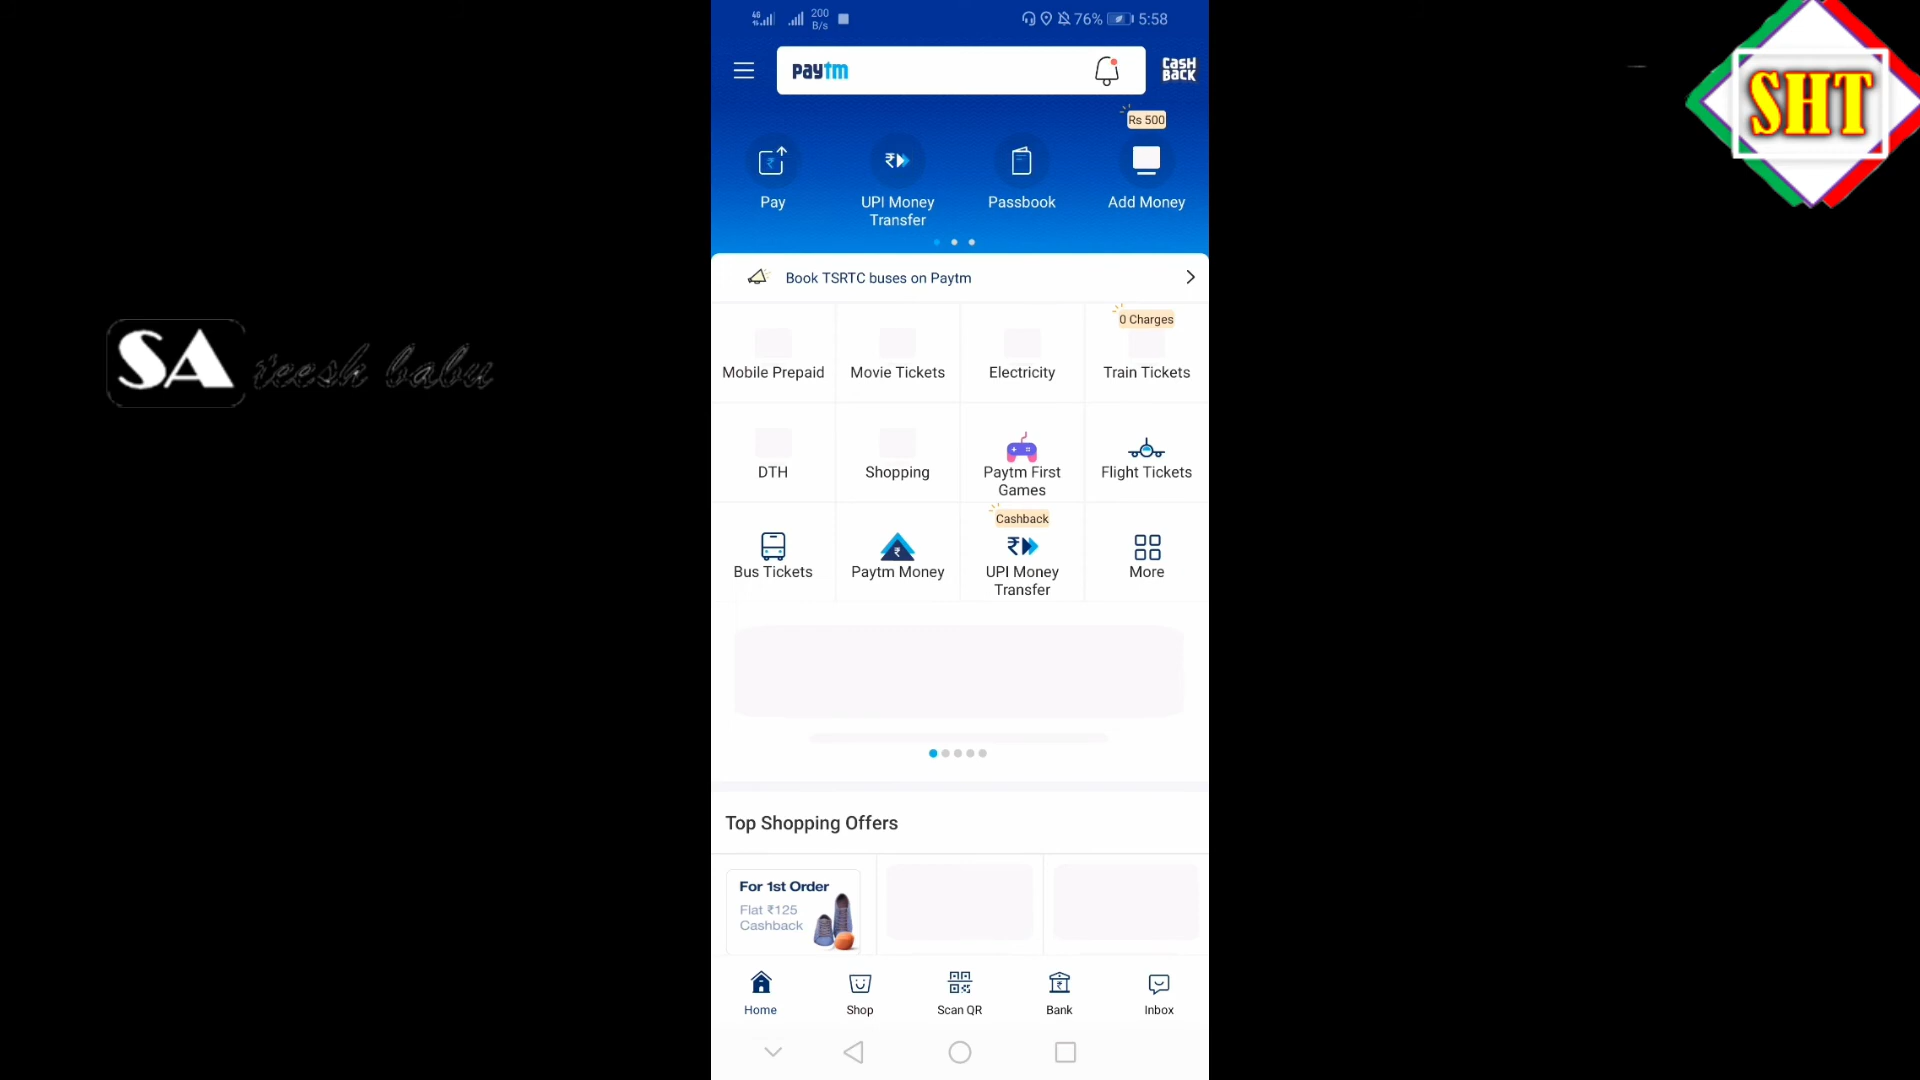 4G
200
B/s
76%
5:58
paytm
CASH
BACK
SHT
Rs 500
Pay
UPI Money
Transfer
Passbook
Add Money
Book TSRTC buses on Paytm
0 Charges
SA
teesh babu
Mobile Prepaid
Movie Tickets
Electricity
Train Tickets
DTH
Shopping
Paytm First
Games
Flight Tickets
Cashback
Bus Tickets
Paytm Money
UPI Money
Transfer
More
Top Shopping Offers
For 1st Order
Flat ₹125
Cashback
Home
Shop
Scan QR
Bank
Inbox